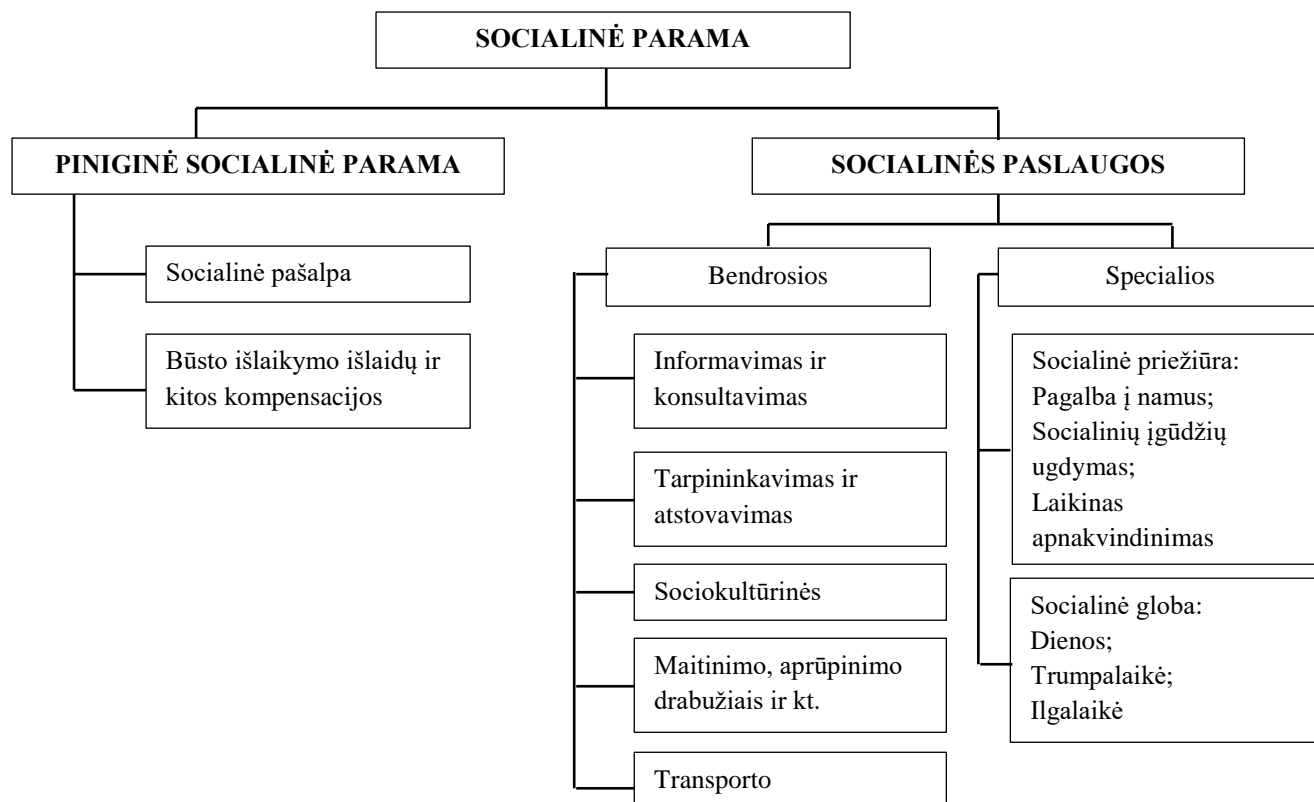 SOCIALINĖ PARAMA
PINIGINĖ SOCIALINĖ PARAMA
Socialinė pašalpa
Būsto išlaikymo išlaidų ir
kitos kompensacijos
SOCIALINĖS PASLAUGOS
Bendrosios
Informavimas ir
konsultavimas
Tarpininkavimas ir
atstovavimas
Sociokultūrinės
Maitinimo, aprūpinimo
drabužiais ir kt.
Transporto
Specialios
Socialinė priežiūra:
Pagalba į namus;
Socialinių įgūdžių
ugdymas;
Laikinas
apnakvindinimas
Socialinė globa:
Dienos;
Trumpalaikė;
Ilgalaikė